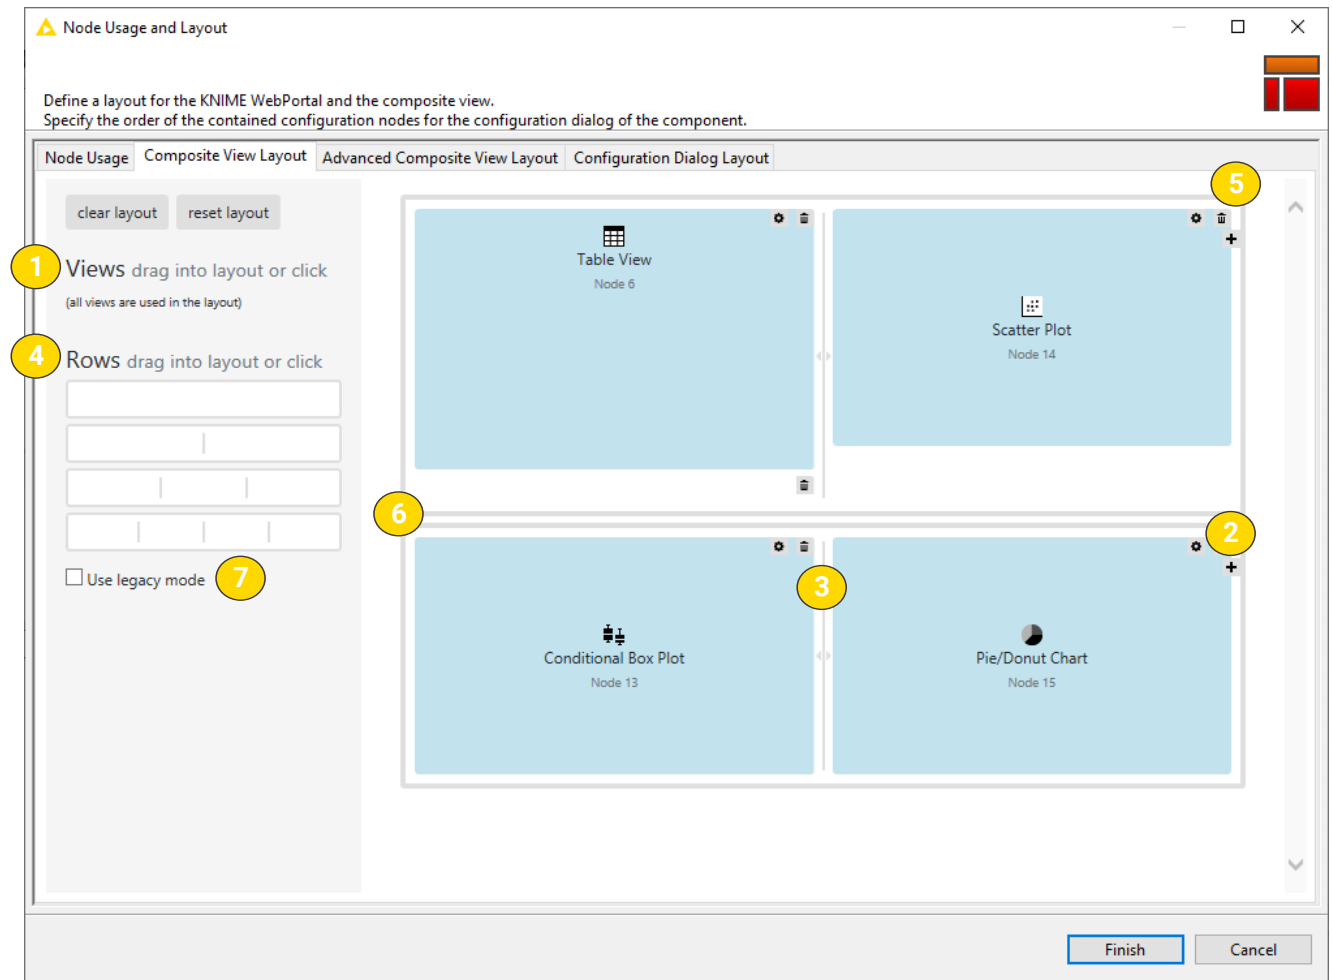 Node Usage and Layout
Define a layout for the KNIME WebPortal and the composite view.
Specify the order of the contained configuration nodes for the configuration dialog of the component.
Node Usage Composite View Layout Advanced Composite View Layout Configuration Dialog Layout
clear layout reset layout
5
1 Views drag into layout or click
(all views are used in the layout)
4 Rows drag into layout or click
7 Use legacy mode
Table View
Node 6
Scatter Plot
Node 14
6
2
3
Conditional Box Plot
Node 13
Pie/Donut Chart
Node 15
Finish Cancel